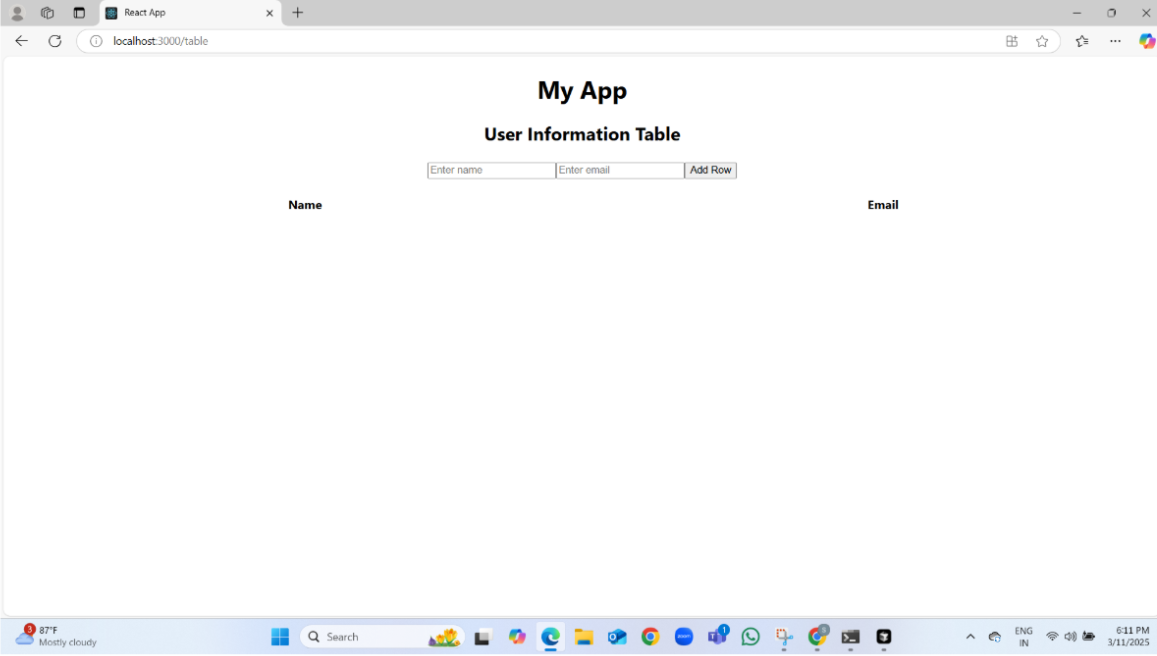 React App
localhost:3000/table
My App
User Information Table
Enter name Enter email Add Row
Name Email
3 87°F
Mostly cloudy
Search
1
ENG
IN
6:11 PM
3/11/2025